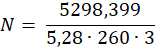 N = 5298,399 / 5,28 · 260 · 3